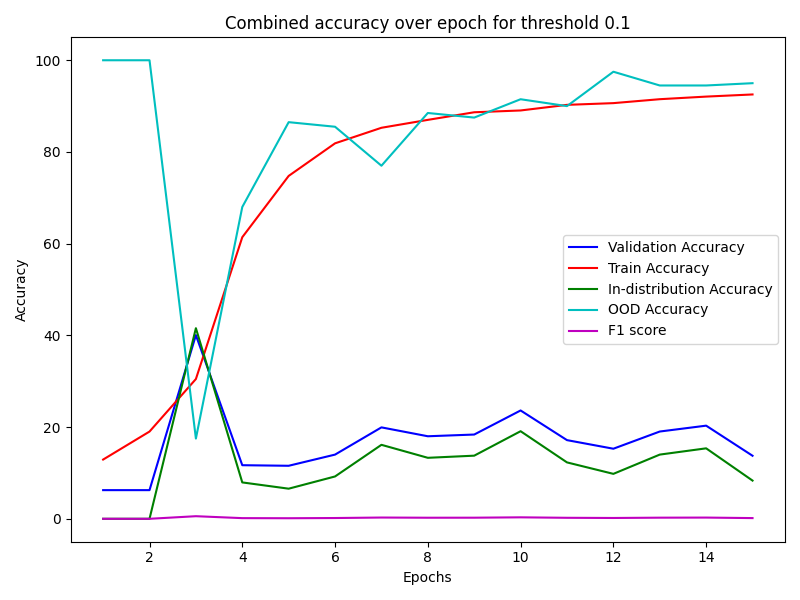 Combined accuracy over epoch for threshold 0.1
Accuracy
100
80
60
40
20
0
Validation Accuracy
Train Accuracy
In-distribution Accuracy
OOD Accuracy
F1 score
2 4 6 8 10 12 14
Epochs